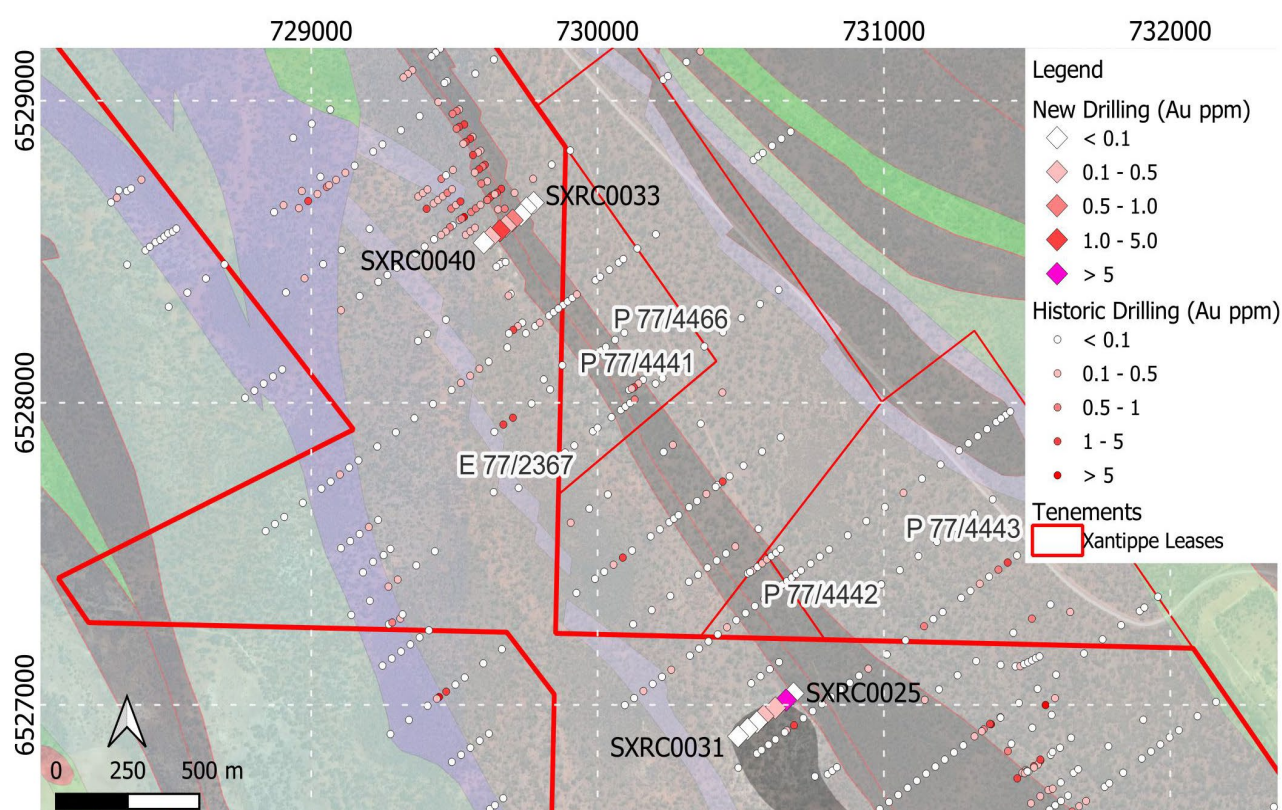 729000
730000
731000
732000
6529000
6528000
6527000
Legend
New Drilling (Au ppm)
< 0.1
0.1 - 0.5
0.5 - 1.0
1.0 - 5.0
> 5
Historic Drilling (Au ppm)
< 0.1
0.1 - 0.5
0.5 - 1
1 - 5
> 5
Tenements
Xantippe Leases
SXRC0033
SXRC0040
P 77/4466
P 77/4441
E 77/2367
P 77/4443
P 77/4442
SXRC0025
SXRC0031
0 250 500 m